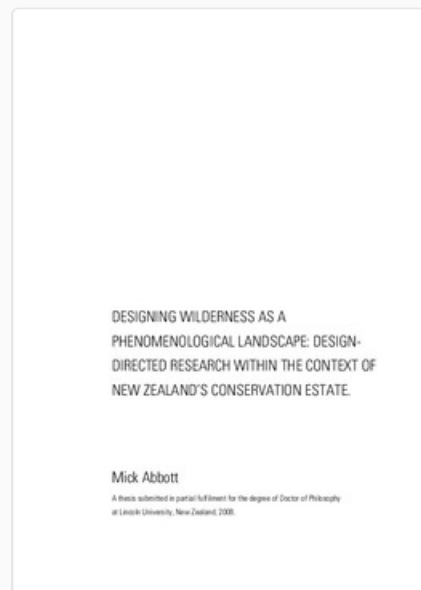 DESIGNING WILDERNESS AS A
PHENOMENOLOGICAL LANDSCAPE: DESIGN-
DIRECTED RESEARCH WITHIN THE CONTEXT OF
NEW ZEALAND'S CONSERVATION ESTATE.
Mick Abbott
A thesis submitted in partial fulfilment for the degree of Doctor of Philosophy
at Lincoln University, New Zealand, 2008.